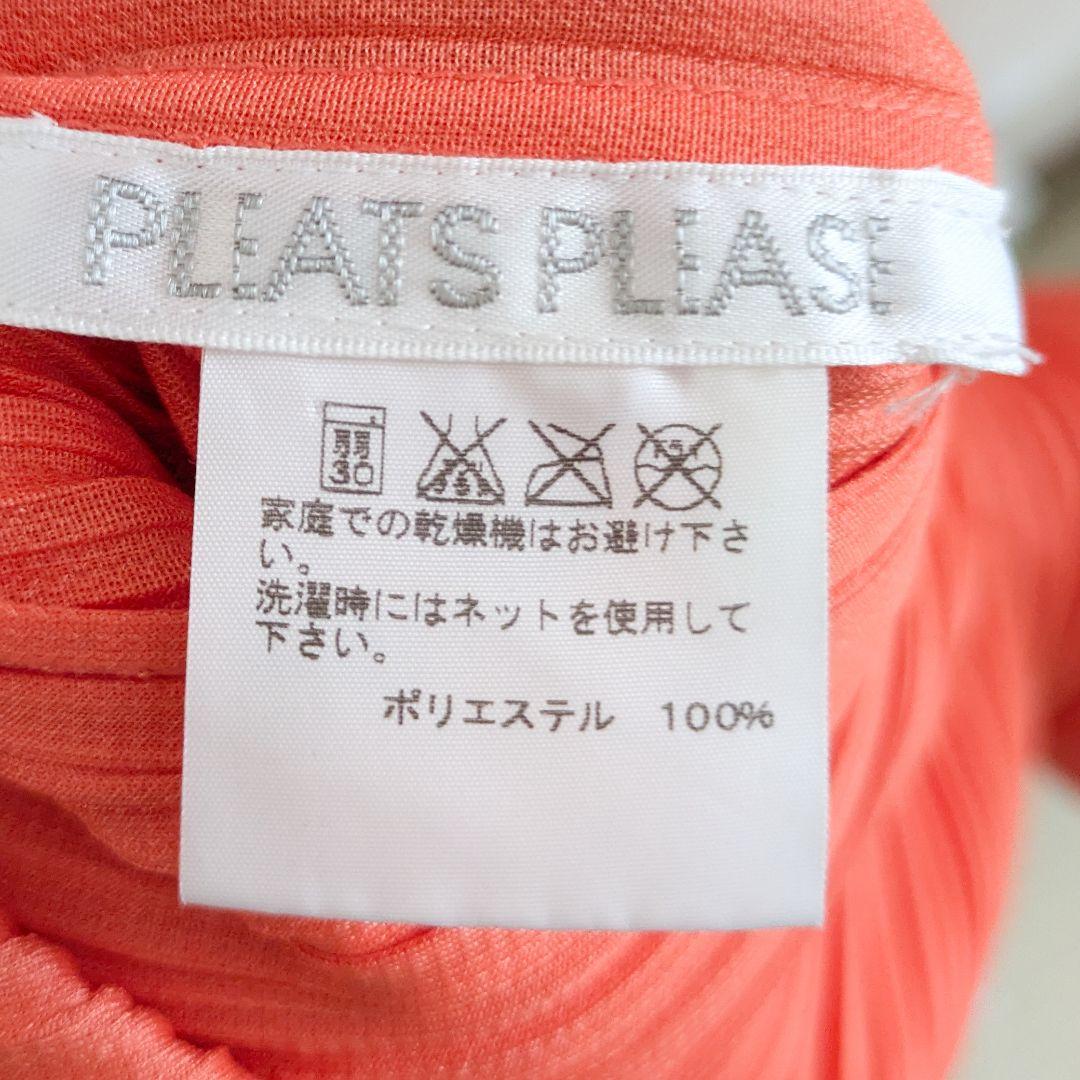 PLEATS PLEASE
弱
30
家庭での乾燥機はお避け下さ
い。
洗濯時にはネットを使用して
下さい。
ポリエステル 100%